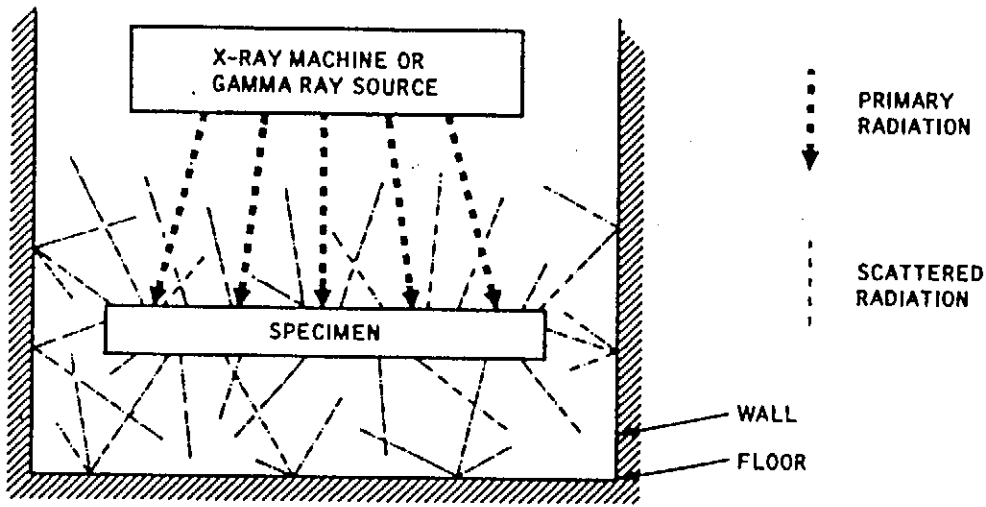 X-RAY MACHINE OR
GAMMA RAY SOURCE
PRIMARY
RADIATION
SCATTERED
RADIATION
SPECIMEN
WALL
FLOOR